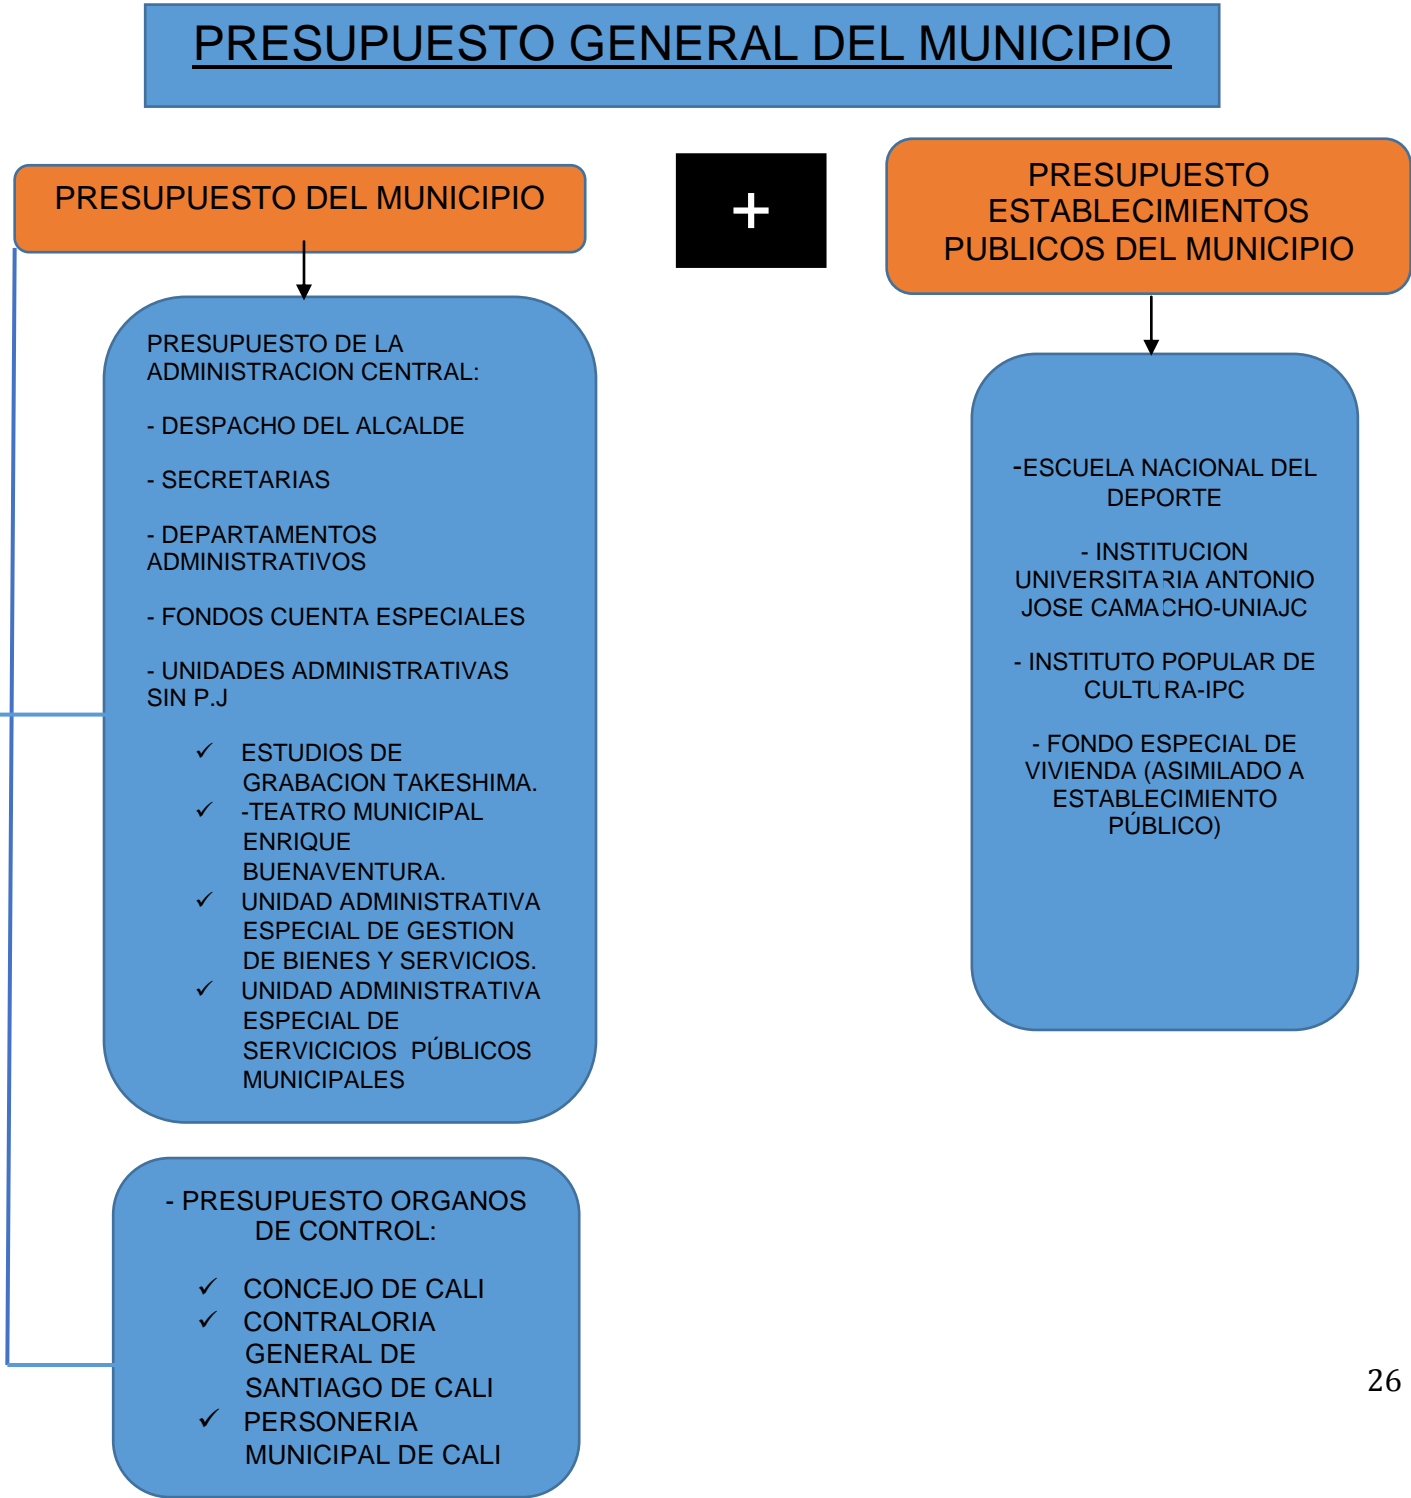 PRESUPUESTO GENERAL DEL MUNICIPIO
PRESUPUESTO DEL MUNICIPIO
+
PRESUPUESTO
ESTABLECIMIENTOS
PUBLICOS DEL MUNICIPIO
PRESUPUESTO DE LA
ADMINISTRACION CENTRAL:
- DESPACHO DEL ALCALDE
- SECRETARIAS
- DEPARTAMENTOS
ADMINISTRATIVOS
- FONDOS CUENTA ESPECIALES
- UNIDADES ADMINISTRATIVAS
SIN P.J
✓ ESTUDIOS DE
GRABACION TAKESHIMA.
✓ -TEATRO MUNICIPAL
ENRIQUE
BUENAVENTURA.
✓ UNIDAD ADMINISTRATIVA
ESPECIAL DE GESTION
DE BIENES Y SERVICIOS.
✓ UNIDAD ADMINISTRATIVA
ESPECIAL DE
SERVICICIOS PÚBLICOS
MUNICIPALES
-ESCUELA NACIONAL DEL
DEPORTE
- INSTITUCION
UNIVERSITARIA ANTONIO
JOSE CAMACHO-UNIAJC
- INSTITUTO POPULAR DE
CULTURA-IPC
- FONDO ESPECIAL DE
VIVIENDA (ASIMILADO A
ESTABLECIMIENTO
PÚBLICO)
- PRESUPUESTO ORGANOS
DE CONTROL:
✓ CONCEJO DE CALI
✓ CONTRALORIA
GENERAL DE
SANTIAGO DE CALI
✓ PERSONERIA
MUNICIPAL DE CALI
26